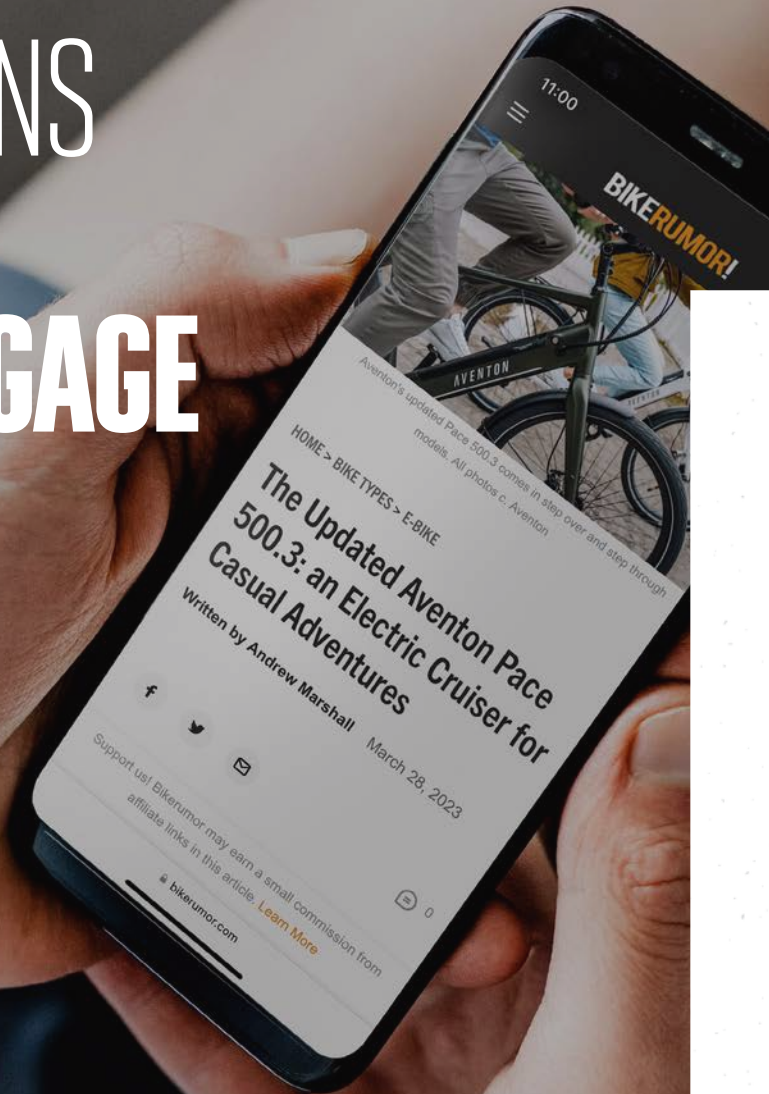 NS
GAGE
11:00
BIKERUMOR!
AVENTON
Aventon's updated Pace 500.3 comes in step over and step through
models. All photos c. Aventon
HOME > BIKE TYPES > E-BIKE
The Updated Aventon Pace
500.3: an Electric Cruiser for
Casual Adventures
Written by Andrew Marshall March 28, 2023
0
Support us! Bikerumor may earn a small commission from
affiliate links in this article. Learn More
bikerumor.com